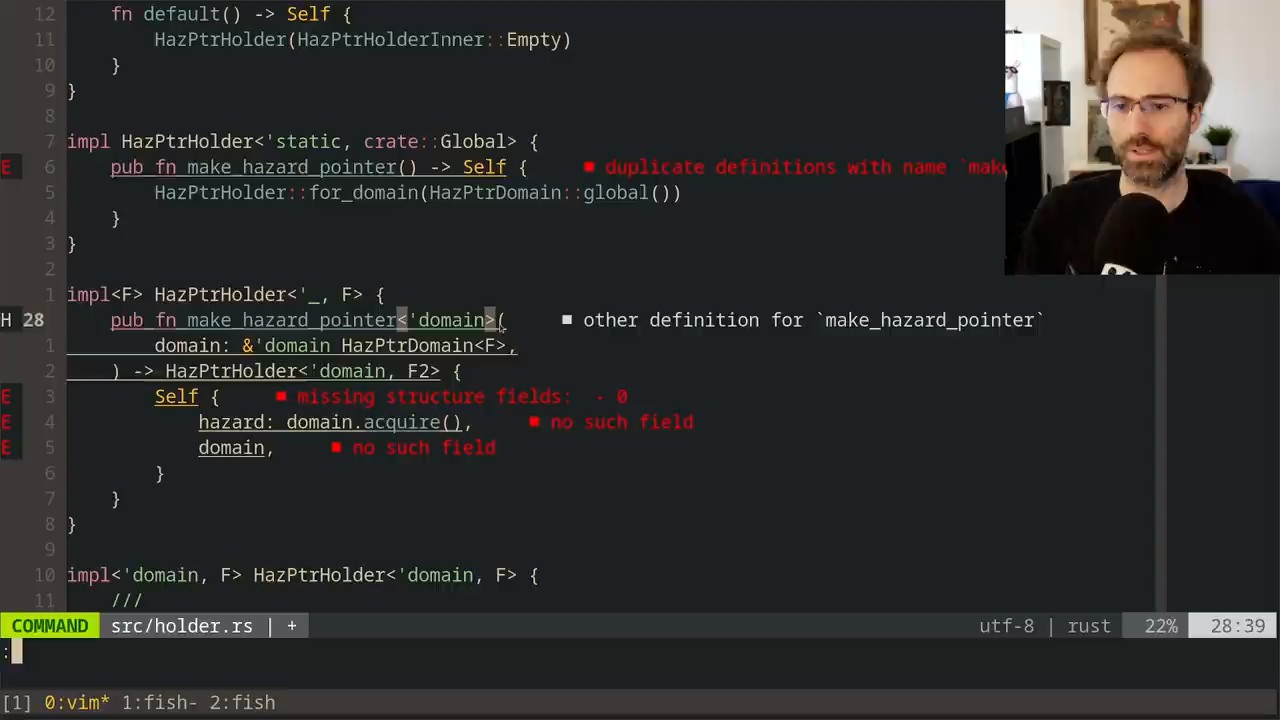 12 fn default() -> Self {
11 HazPtrHolder(HazPtrHolderInner::Empty)
10 }
9 }
8
7 impl HazPtrHolder<'static, crate::Global> {
E 6 pub fn make_hazard_pointer() -> Self { ■ duplicate definitions with name `mak
5 HazPtrHolder::for_domain(HazPtrDomain::global())
4 }
3 }
2
1 impl<F> HazPtrHolder<'_, F> {
H 28 pub fn make_hazard_pointer<'domain>( ■ other definition for `make_hazard_pointer`
1 domain: &'domain HazPtrDomain<F>,
2 ) -> HazPtrHolder<'domain, F2> {
E 3 Self { ■ missing structure fields: - 0
E 4 hazard: domain.acquire(), ■ no such field
E 5 domain, ■ no such field
6 }
7 }
8 }
9
10 impl<'domain, F> HazPtrHolder<'domain, F> {
11 ///
COMMAND src/holder.rs | + utf-8 | rust 22% 28:39
:
[1] 0:vim* 1:fish- 2:fish